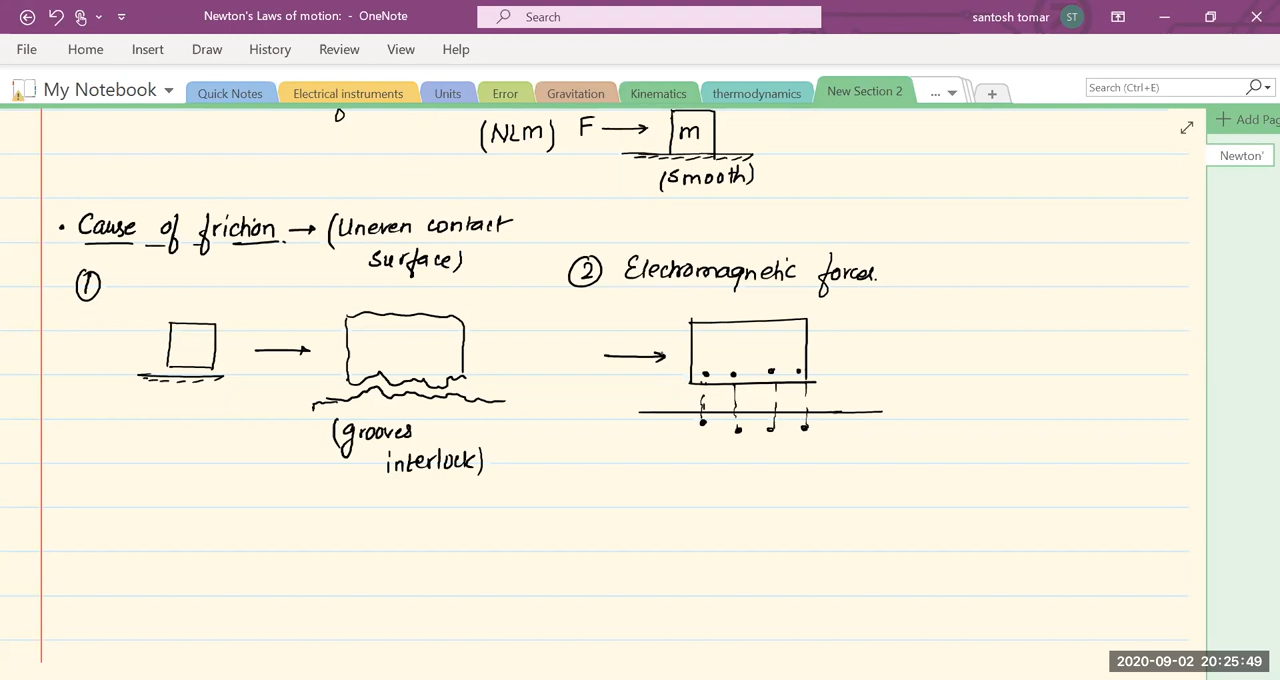 Newton's Laws of motion: - OneNote
Search
santosh tomar
ST
File Home Insert Draw History Review View Help
My Notebook
Quick Notes
Electrical instruments
Units
Error
Gravitation
Kinematics
thermodynamics
New Section 2
...
Search (Ctrl+E)
Add Pag
Newton'
(NLM) F → m
(smooth)
• Cause of friction → (Uneven contact
surface)
①
② Electromagnetic forces.
(grooves
interlock)
2020-09-02 20:25:49